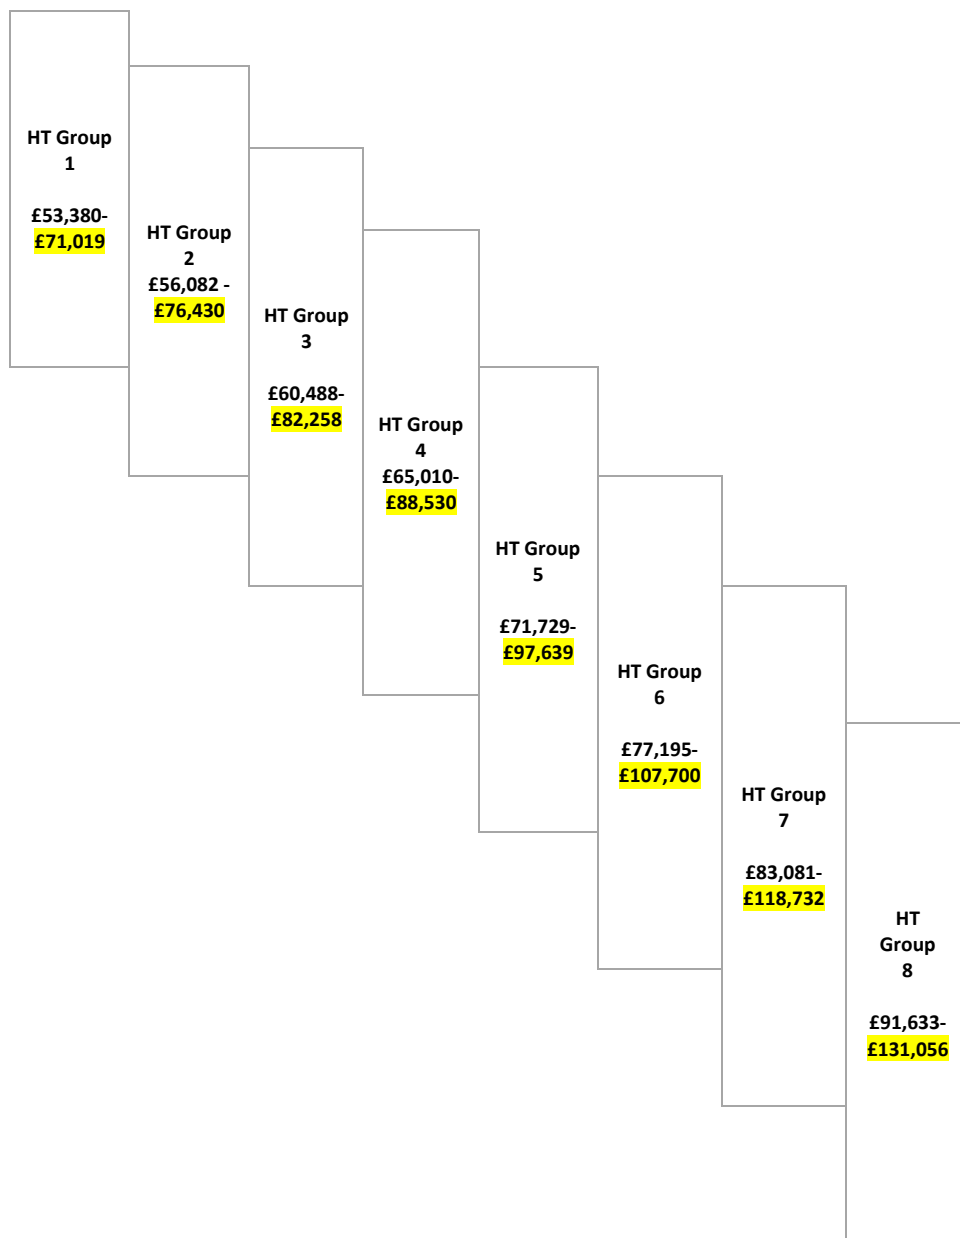 HT Group
1
£53,380-
£71,019
HT Group
2
£56,082 -
£76,430
HT Group
3
£60,488-
£82,258
HT Group
4
£65,010-
£88,530
HT Group
5
£71,729-
£97,639
HT Group
6
£77,195-
£107,700
HT Group
7
£83,081-
£118,732
HT
Group
8
£91,633-
£131,056